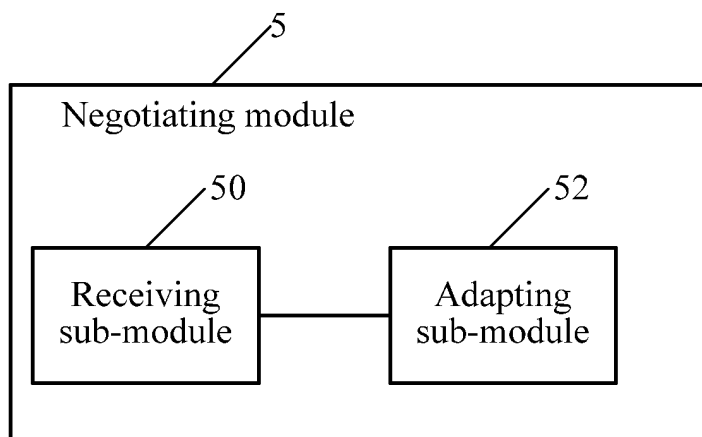 5
Negotiating module
50
52
Receiving
sub-module
Adapting
sub-module